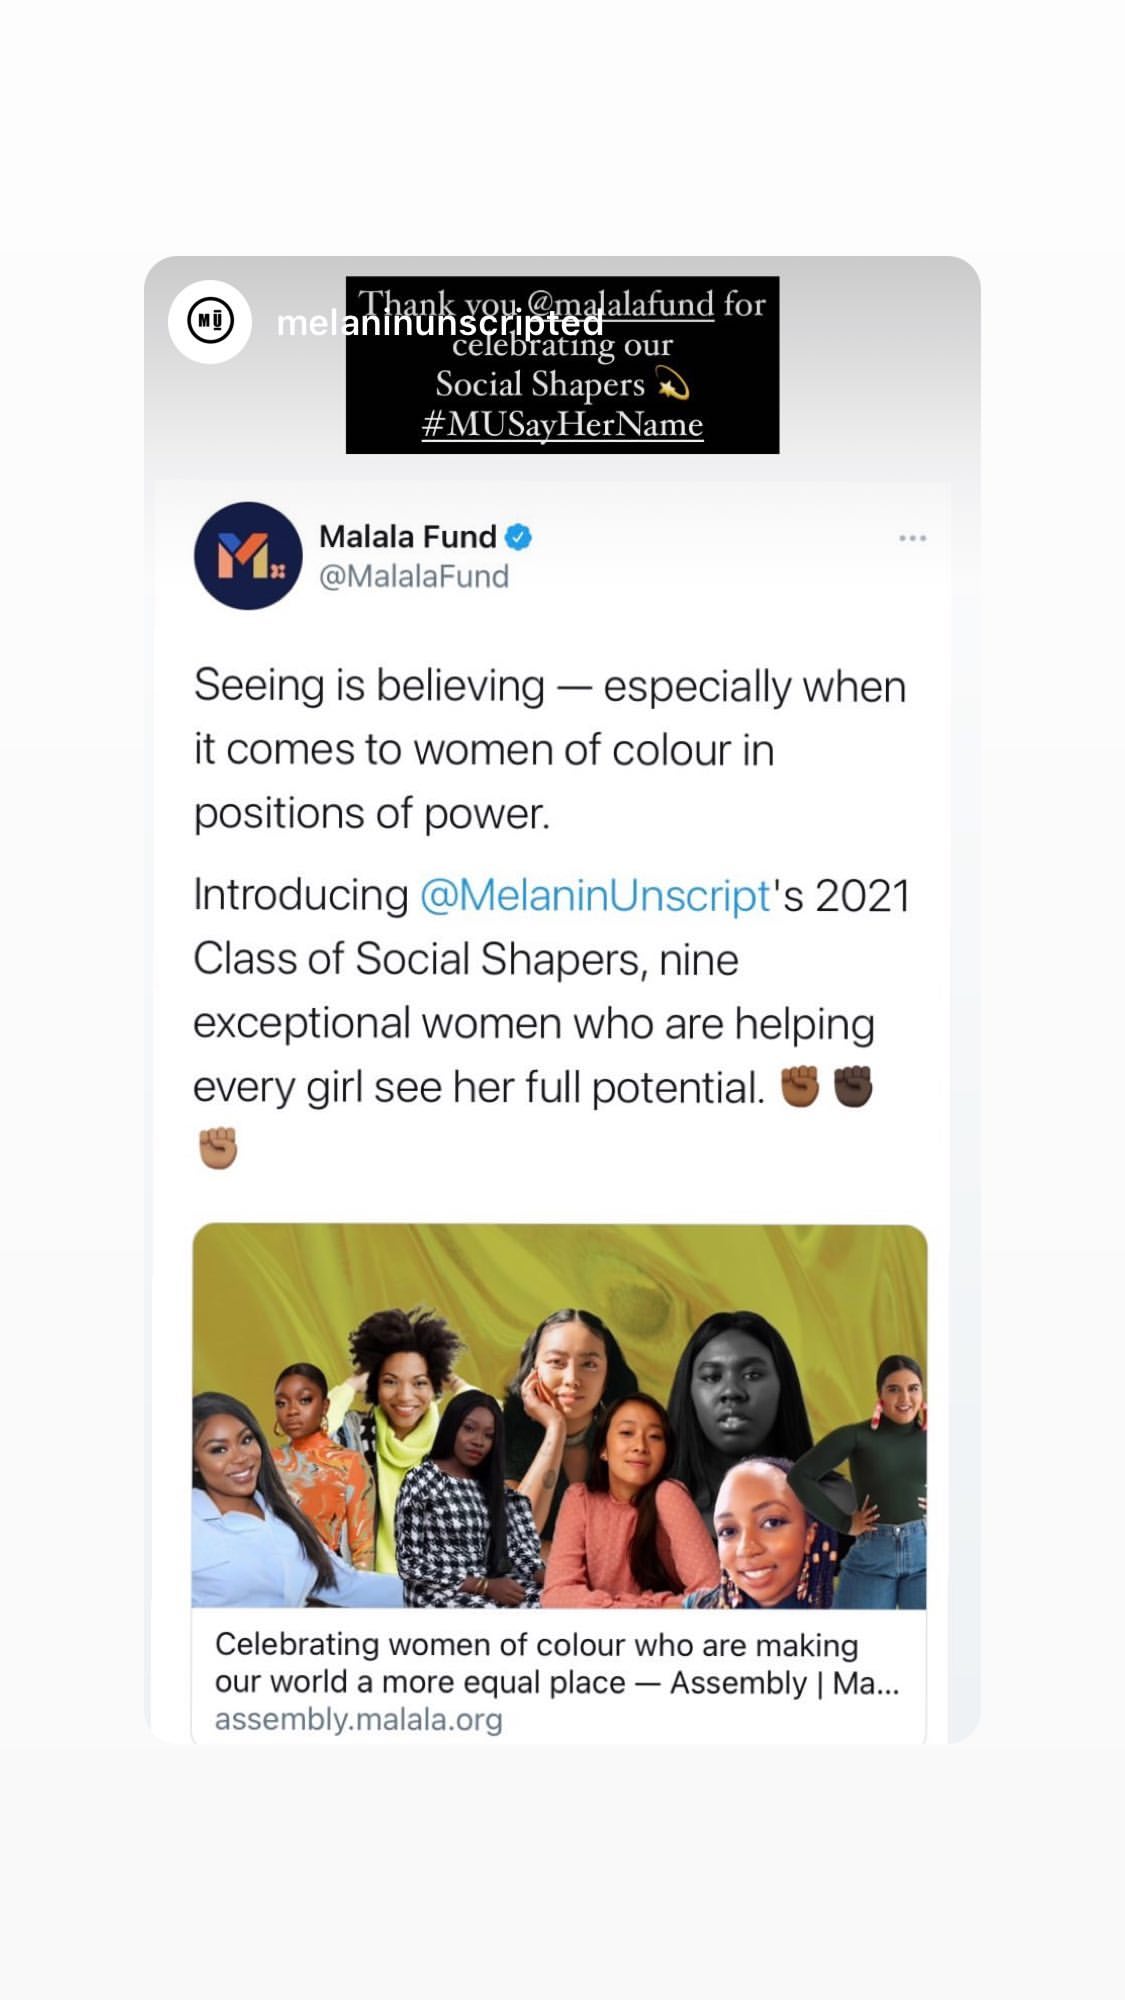 MŪ
melaninunscripted
Thank you @malalafund for
celebrating our
Social Shapers 💫
#MUSayHerName
M
Malala Fund
@MalalaFund
Seeing is believing — especially when
it comes to women of colour in
positions of power.
Introducing @MelaninUnscript's 2021
Class of Social Shapers, nine
exceptional women who are helping
every girl see her full potential. ✊🏾✊🏿
✊🏽
Celebrating women of colour who are making
our world a more equal place — Assembly | Ma...
assembly.malala.org